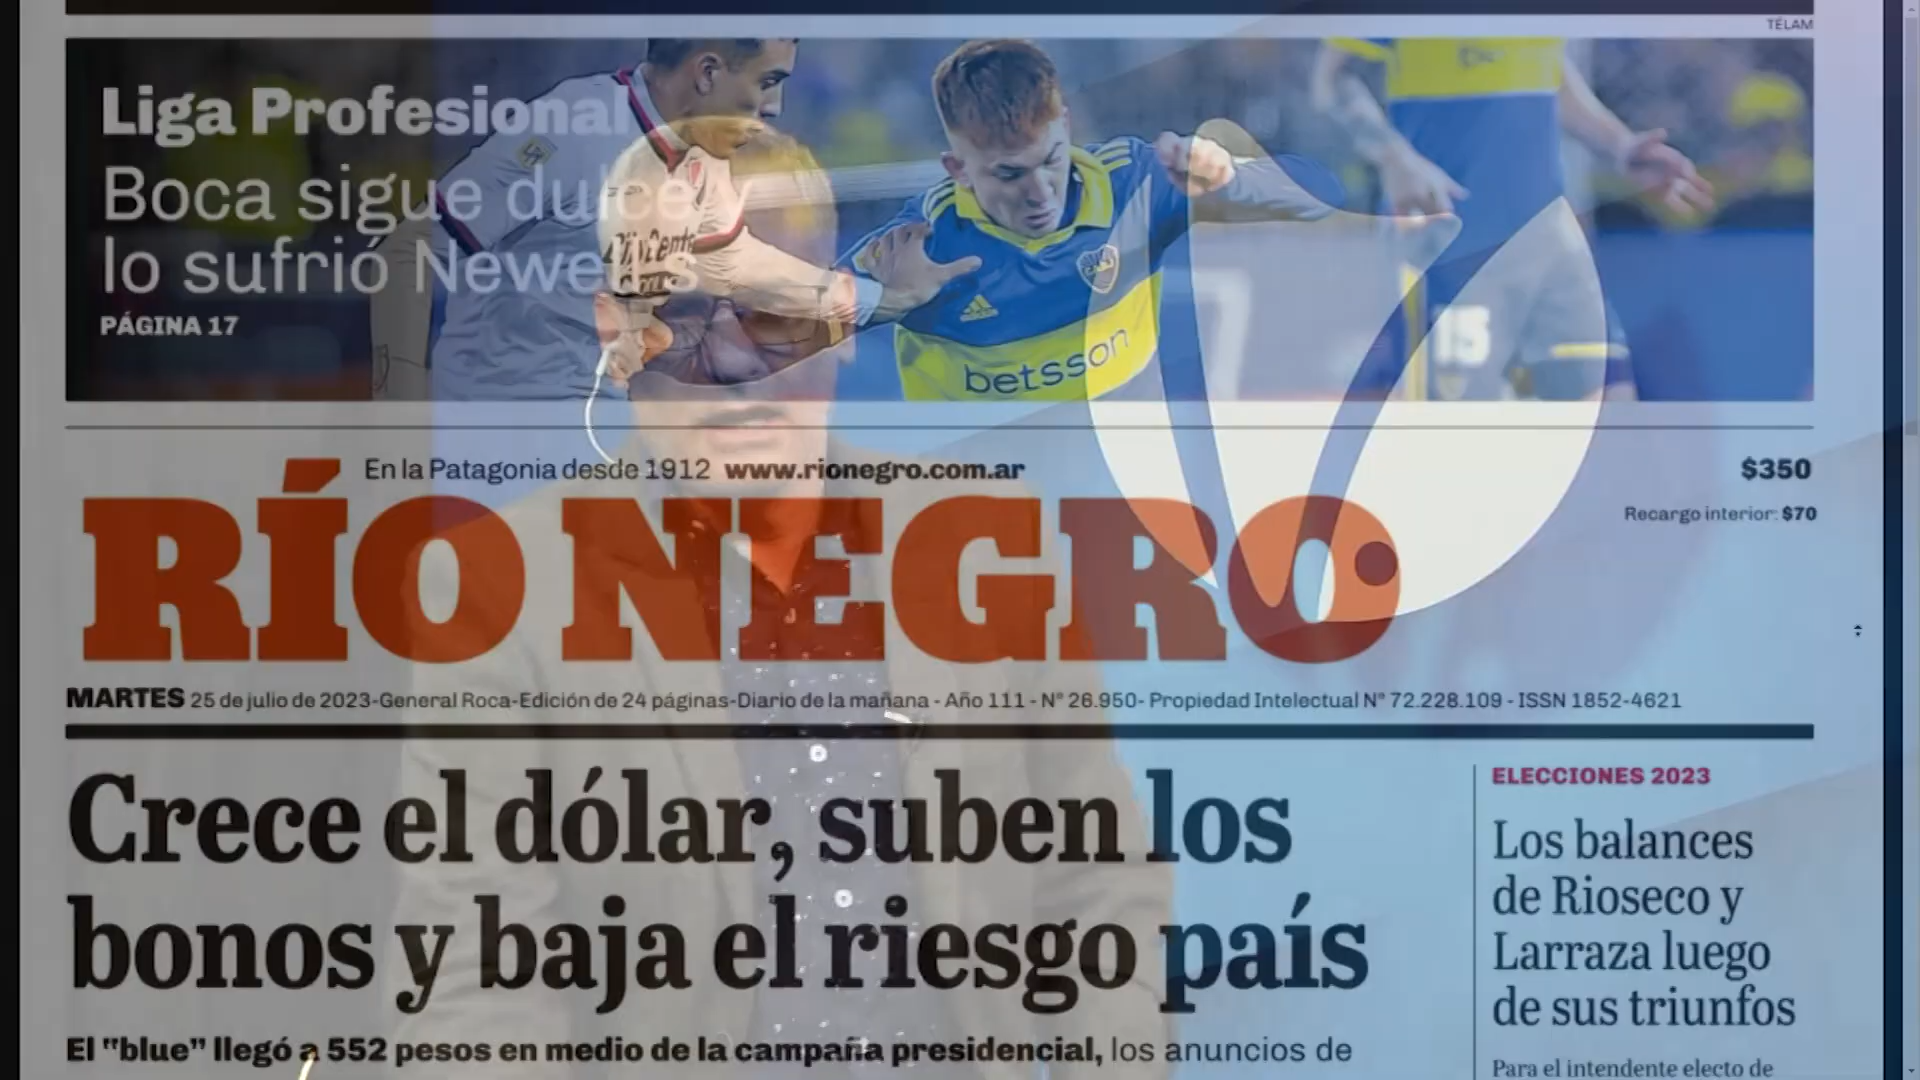 TÉLAM
Liga Profesional
Boca sigue dulce y
lo sufrió Newell's
PÁGINA 17
betsson
15
En la Patagonia desde 1912 www.rionegro.com.ar
$350
Recargo interior: $70
RÍO NEGRO
MARTES 25 de julio de 2023-General Roca-Edición de 24 páginas-Diario de la mañana - Año 111 - N° 26.950- Propiedad Intelectual N° 72.228.109 - ISSN 1852-4621
Crece el dólar, suben los
bonos y baja el riesgo país
El "blue" llegó a 552 pesos en medio de la campaña presidencial, los anuncios de
ELECCIONES 2023
Los balances
de Rioseco y
Larraza luego
de sus triunfos
Para el intendente electo de